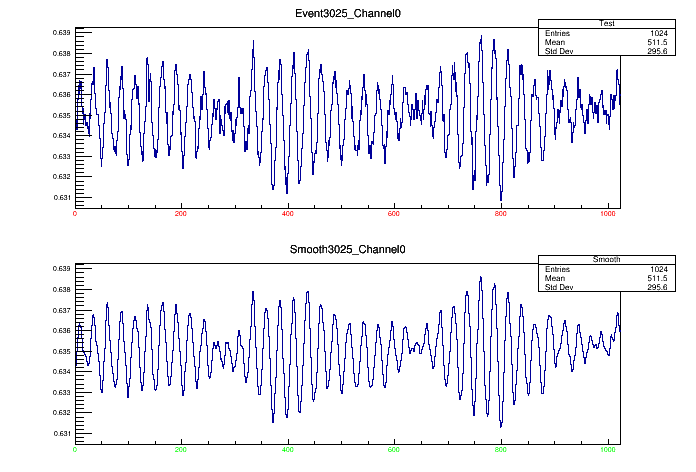 Event3025_Channel0
Test
Entries 1024
Mean 511.5
Std Dev 295.6
0.639
0.638
0.637
0.636
0.635
0.634
0.633
0.632
0.631
0 200 400 600 800 1000
Smooth3025_Channel0
Smooth
Entries 1024
Mean 511.5
Std Dev 295.6
0.639
0.638
0.637
0.636
0.635
0.634
0.633
0.632
0.631
0 200 400 600 800 1000